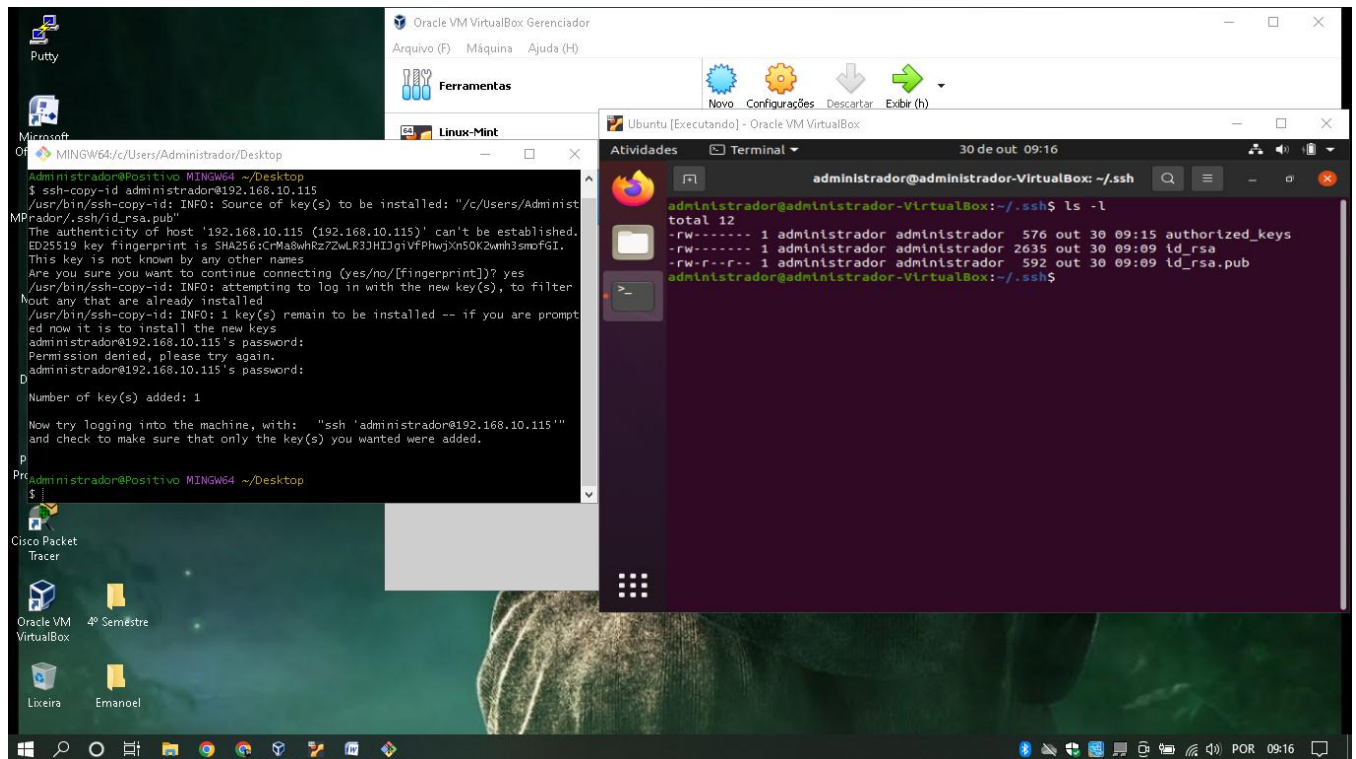 Putty
Microsoft
Oracle VM VirtualBox Gerenciador
Arquivo (F) Máquina Ajuda (H)
Ferramentas
Novo Configurações Descartar Exibir (h)
64 Linux-Mint
MINGW64:/c/Users/Administrador/Desktop
Administrador@Positivo MINGW64 ~/Desktop
$ ssh-copy-id administrador@192.168.10.115
/usr/bin/ssh-copy-id: INFO: Source of key(s) to be installed: "/c/Users/Administ
rador/.ssh/id_rsa.pub"
The authenticity of host '192.168.10.115 (192.168.10.115)' can't be established.
ED25519 key fingerprint is SHA256:CrMa8whRz7ZwLR3JHIIJgiVfPhwjXn5OK2wmh3smofGI.
This key is not known by any other names
Are you sure you want to continue connecting (yes/no/[fingerprint])? yes
/usr/bin/ssh-copy-id: INFO: attempting to log in with the new key(s), to filter
out any that are already installed
/usr/bin/ssh-copy-id: INFO: 1 key(s) remain to be installed -- if you are prompt
ed now it is to install the new keys
administrador@192.168.10.115's password:
Permission denied, please try again.
administrador@192.168.10.115's password:
Number of key(s) added: 1
Now try logging into the machine, with: "ssh 'administrador@192.168.10.115'"
and check to make sure that only the key(s) you wanted were added.
Administrador@Positivo MINGW64 ~/Desktop
$
Ubuntu [Executando] - Oracle VM VirtualBox
Atividades Terminal 30 de out 09:16
administrador@administrador-VirtualBox: ~/.ssh
administrador@administrador-VirtualBox:~/.ssh$ ls -l
total 12
-rw------- 1 administrador administrador 576 out 30 09:15 authorized_keys
-rw------- 1 administrador administrador 2635 out 30 09:09 id_rsa
-rw-r--r-- 1 administrador administrador 592 out 30 09:09 id_rsa.pub
administrador@administrador-VirtualBox:~/.ssh$
Cisco Packet
Tracer
Oracle VM
VirtualBox
4º Semestre
Lixeira
Emanoel
POR 09:16